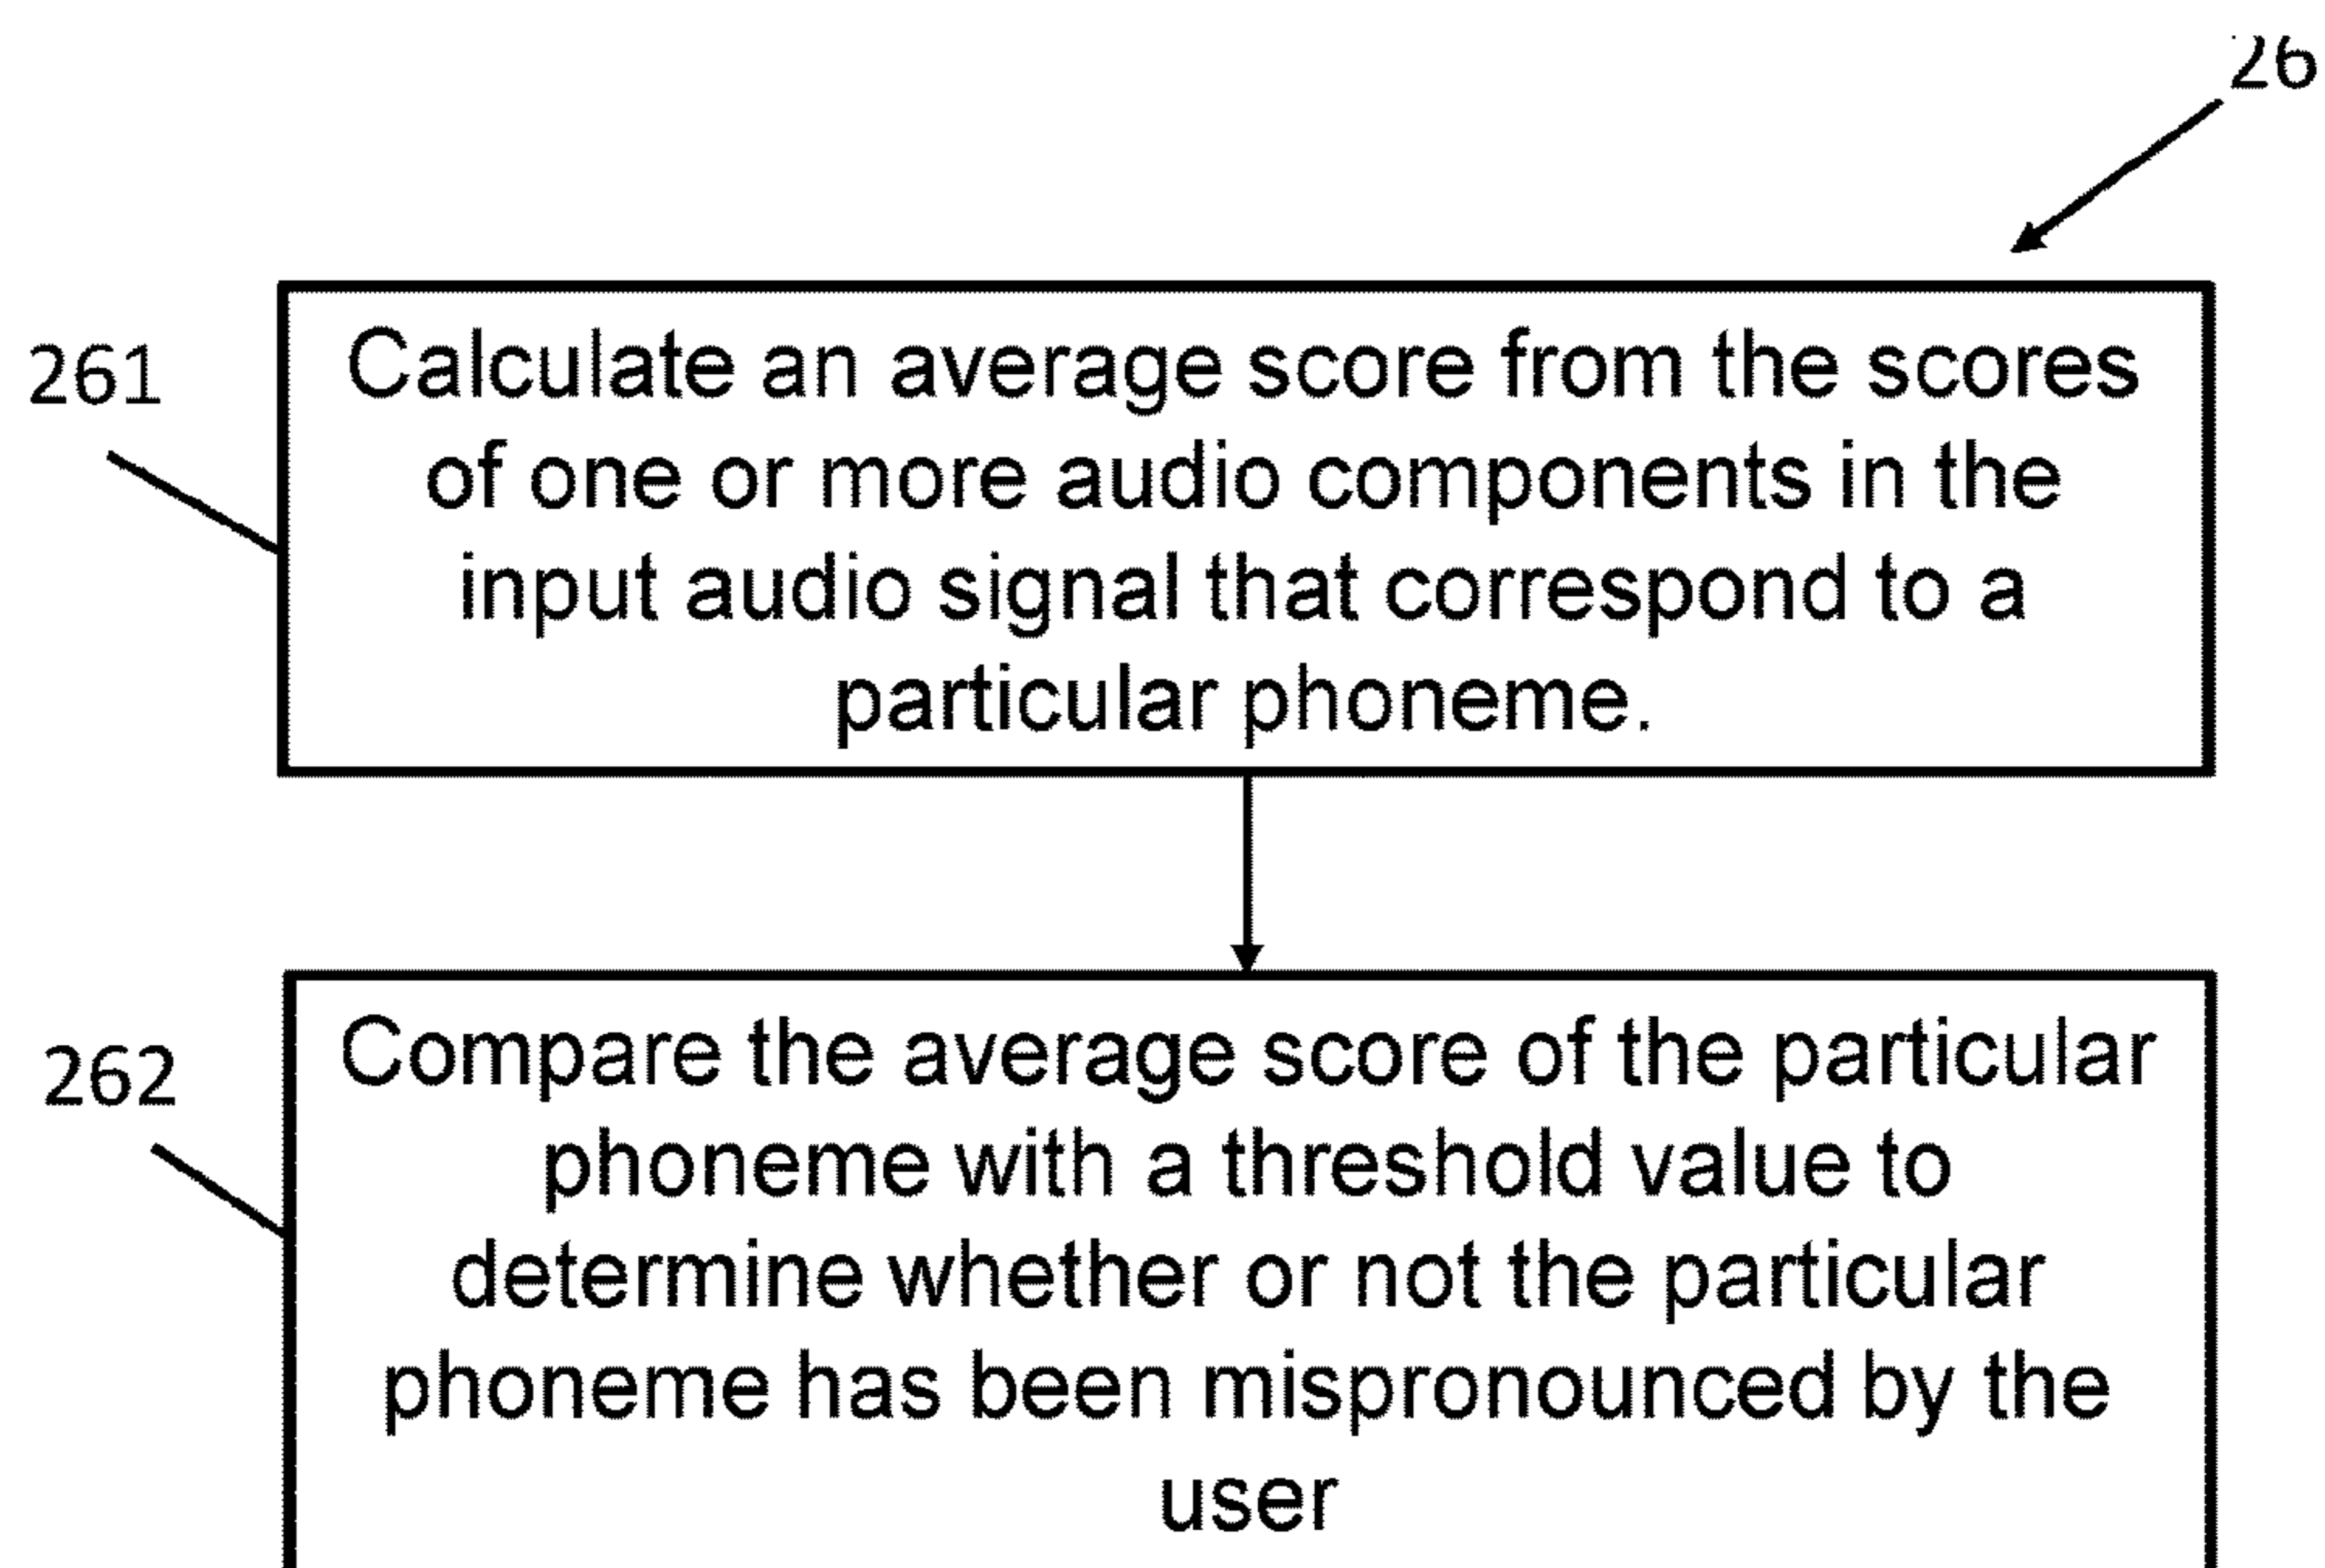 26
261
Calculate an average score from the scores
of one or more audio components in the
input audio signal that correspond to a
particular phoneme.
262
Compare the average score of the particular
phoneme with a threshold value to
determine whether or not the particular
phoneme has been mispronounced by the
user